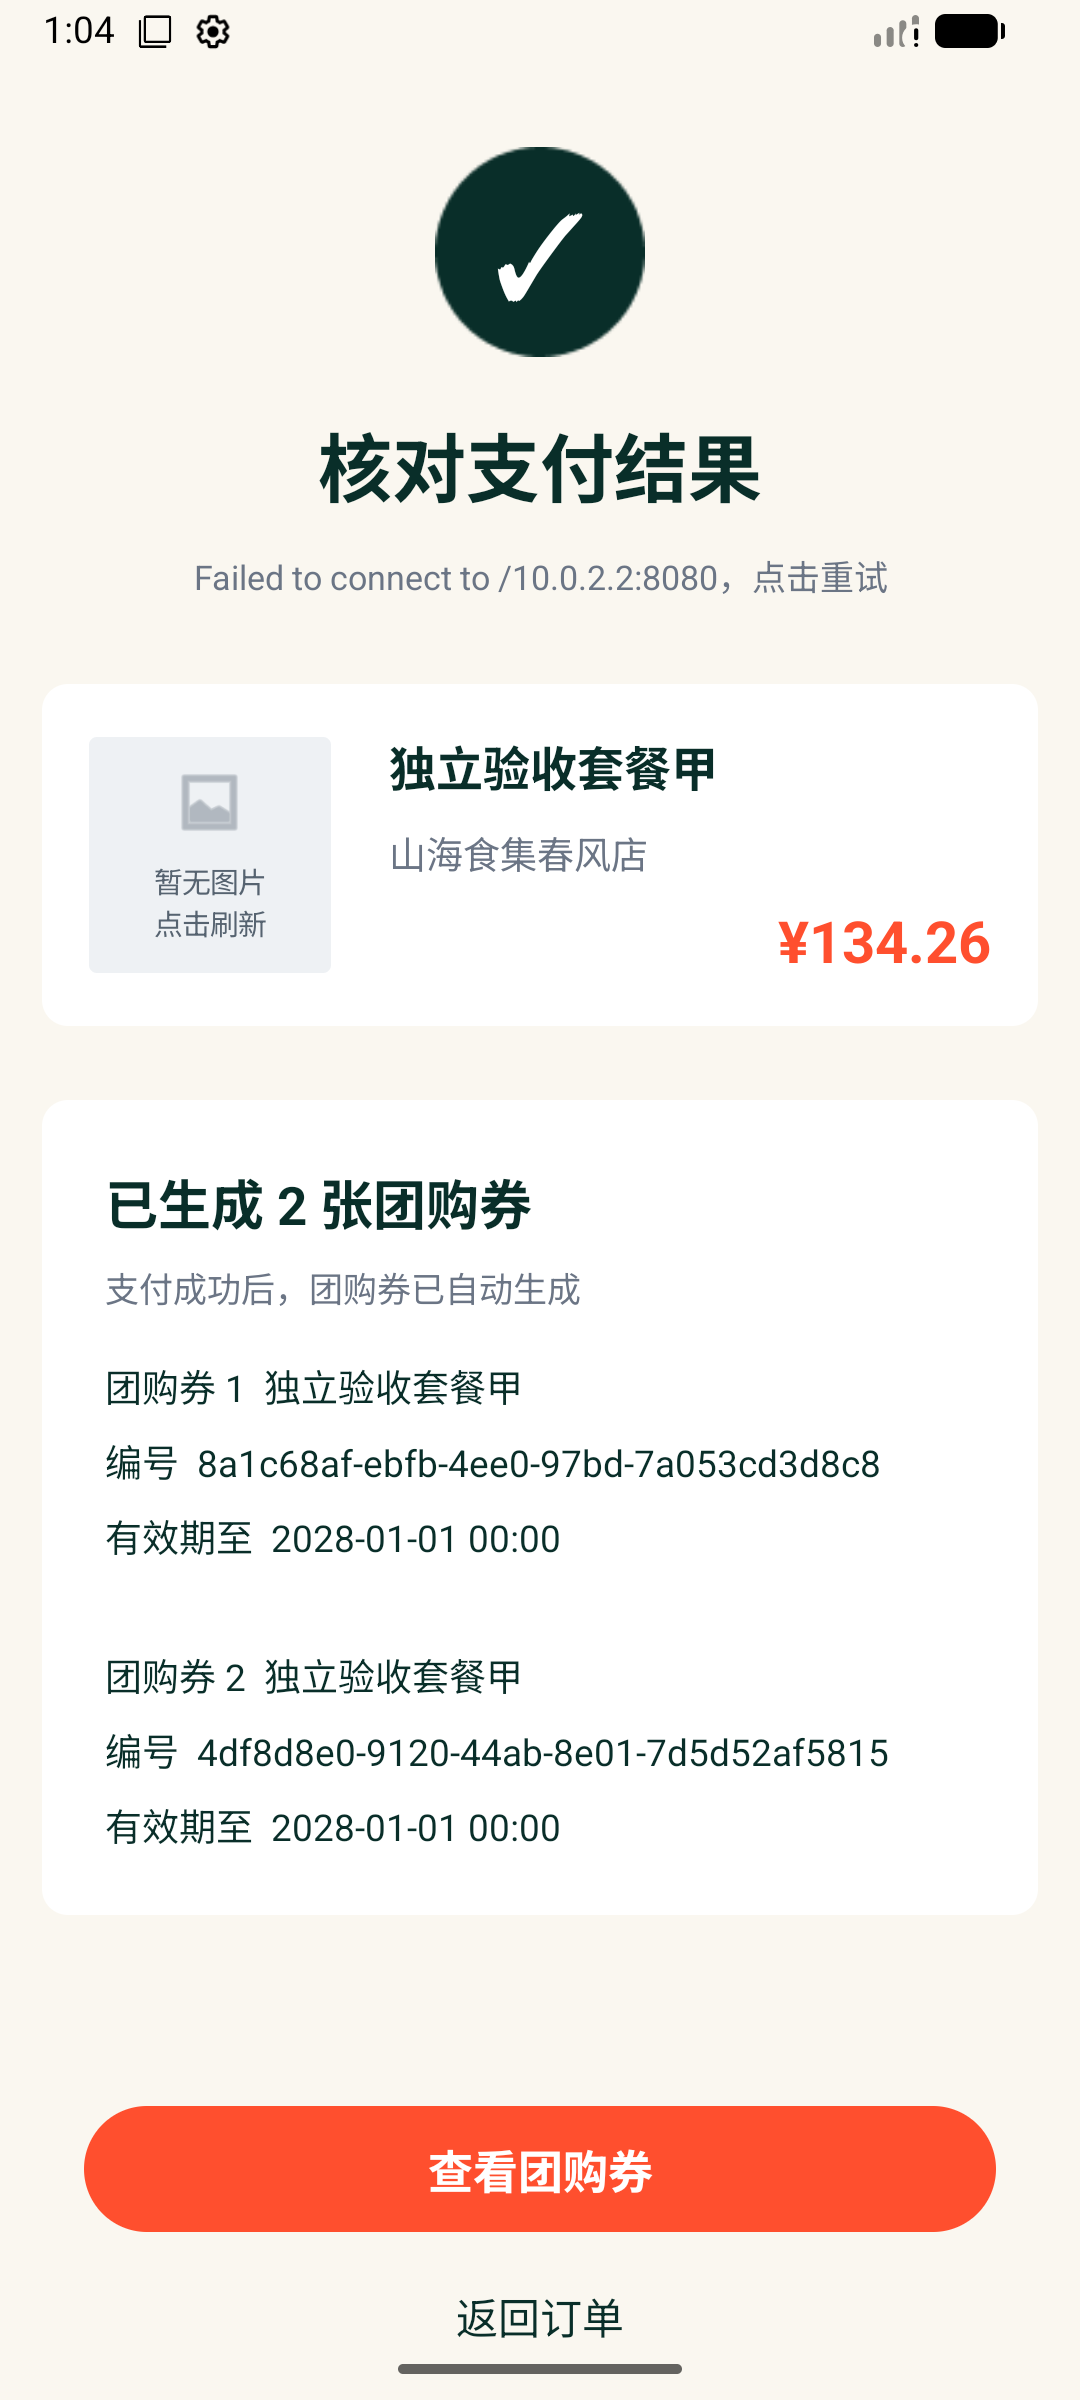 1:04
核对支付结果
Failed to connect to /10.0.2.2:8080，点击重试
独立验收套餐甲
山海食集春风店
暂无图片
点击刷新
¥134.26
已生成 2 张团购券
支付成功后，团购券已自动生成
团购券 1 独立验收套餐甲
编号 8a1c68af-ebfb-4ee0-97bd-7a053cd3d8c8
有效期至 2028-01-01 00:00
团购券 2 独立验收套餐甲
编号 4df8d8e0-9120-44ab-8e01-7d5d52af5815
有效期至 2028-01-01 00:00
查看团购券
返回订单